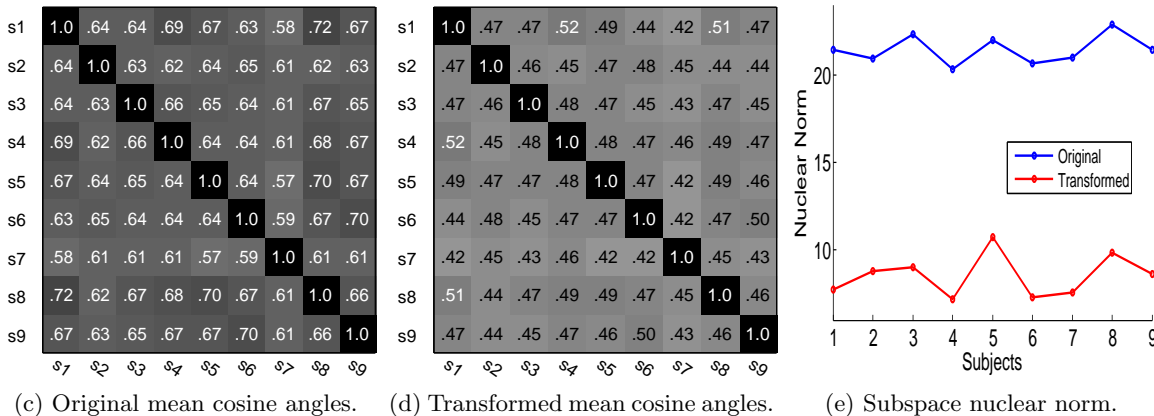 s1 1.0 .64 .64 .69 .67 .63 .58 .72 .67
s2 .64 1.0 .63 .62 .64 .65 .61 .62 .63
s3 .64 .63 1.0 .66 .65 .64 .61 .67 .65
s4 .69 .62 .66 1.0 .64 .64 .61 .68 .67
s5 .67 .64 .65 .64 1.0 .64 .57 .70 .67
s6 .63 .65 .64 .64 .64 1.0 .59 .67 .70
s7 .58 .61 .61 .61 .57 .59 1.0 .61 .61
s8 .72 .62 .67 .68 .70 .67 .61 1.0 .66
s9 .67 .63 .65 .67 .67 .70 .61 .66 1.0
s1 s2 s3 s4 s5 s6 s7 s8 s9
(c) Original mean cosine angles.
s1 1.0 .47 .47 .52 .49 .44 .42 .51 .47
s2 .47 1.0 .46 .45 .47 .48 .45 .44 .44
s3 .47 .46 1.0 .48 .47 .45 .43 .47 .45
s4 .52 .45 .48 1.0 .48 .47 .46 .49 .47
s5 .49 .47 .47 .48 1.0 .47 .42 .49 .46
s6 .44 .48 .45 .47 .47 1.0 .42 .47 .50
s7 .42 .45 .43 .46 .42 .42 1.0 .45 .43
s8 .51 .44 .47 .49 .49 .47 .45 1.0 .46
s9 .47 .44 .45 .47 .46 .50 .43 .46 1.0
s1 s2 s3 s4 s5 s6 s7 s8 s9
(d) Transformed mean cosine angles.
Nuclear Norm
20
15
10
Original
Transformed
1 2 3 4 5 6 7 8 9
Subjects
(e) Subspace nuclear norm.